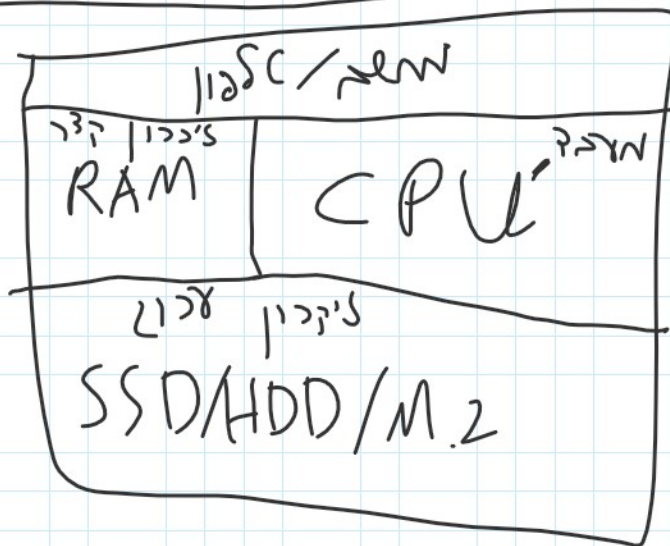 מחשב/טלפון
זיכרון קצר
מעבד
RAM
CPU
זיכרון ארוך
SSD/HDD/M.2